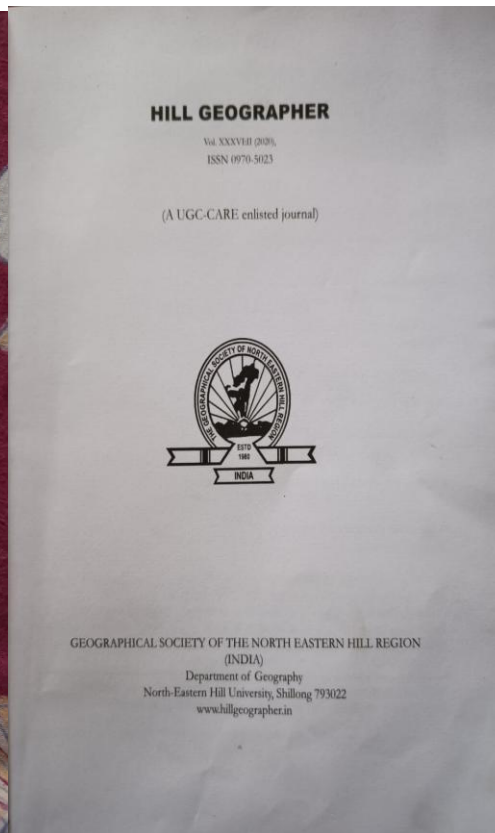 HILL GEOGRAPHER
Vol. XXXVI:II (2020),
ISSN 0970-5023
(A UGC-CARE enlisted journal)
THE GEOGRAPHICAL SOCIETY OF NORTH EASTERN HILL REGION
ESTD
1980
INDIA
GEOGRAPHICAL SOCIETY OF THE NORTH EASTERN HILL REGION
(INDIA)
Department of Geography
North-Eastern Hill University, Shillong 793022
www.hillgeographer.in